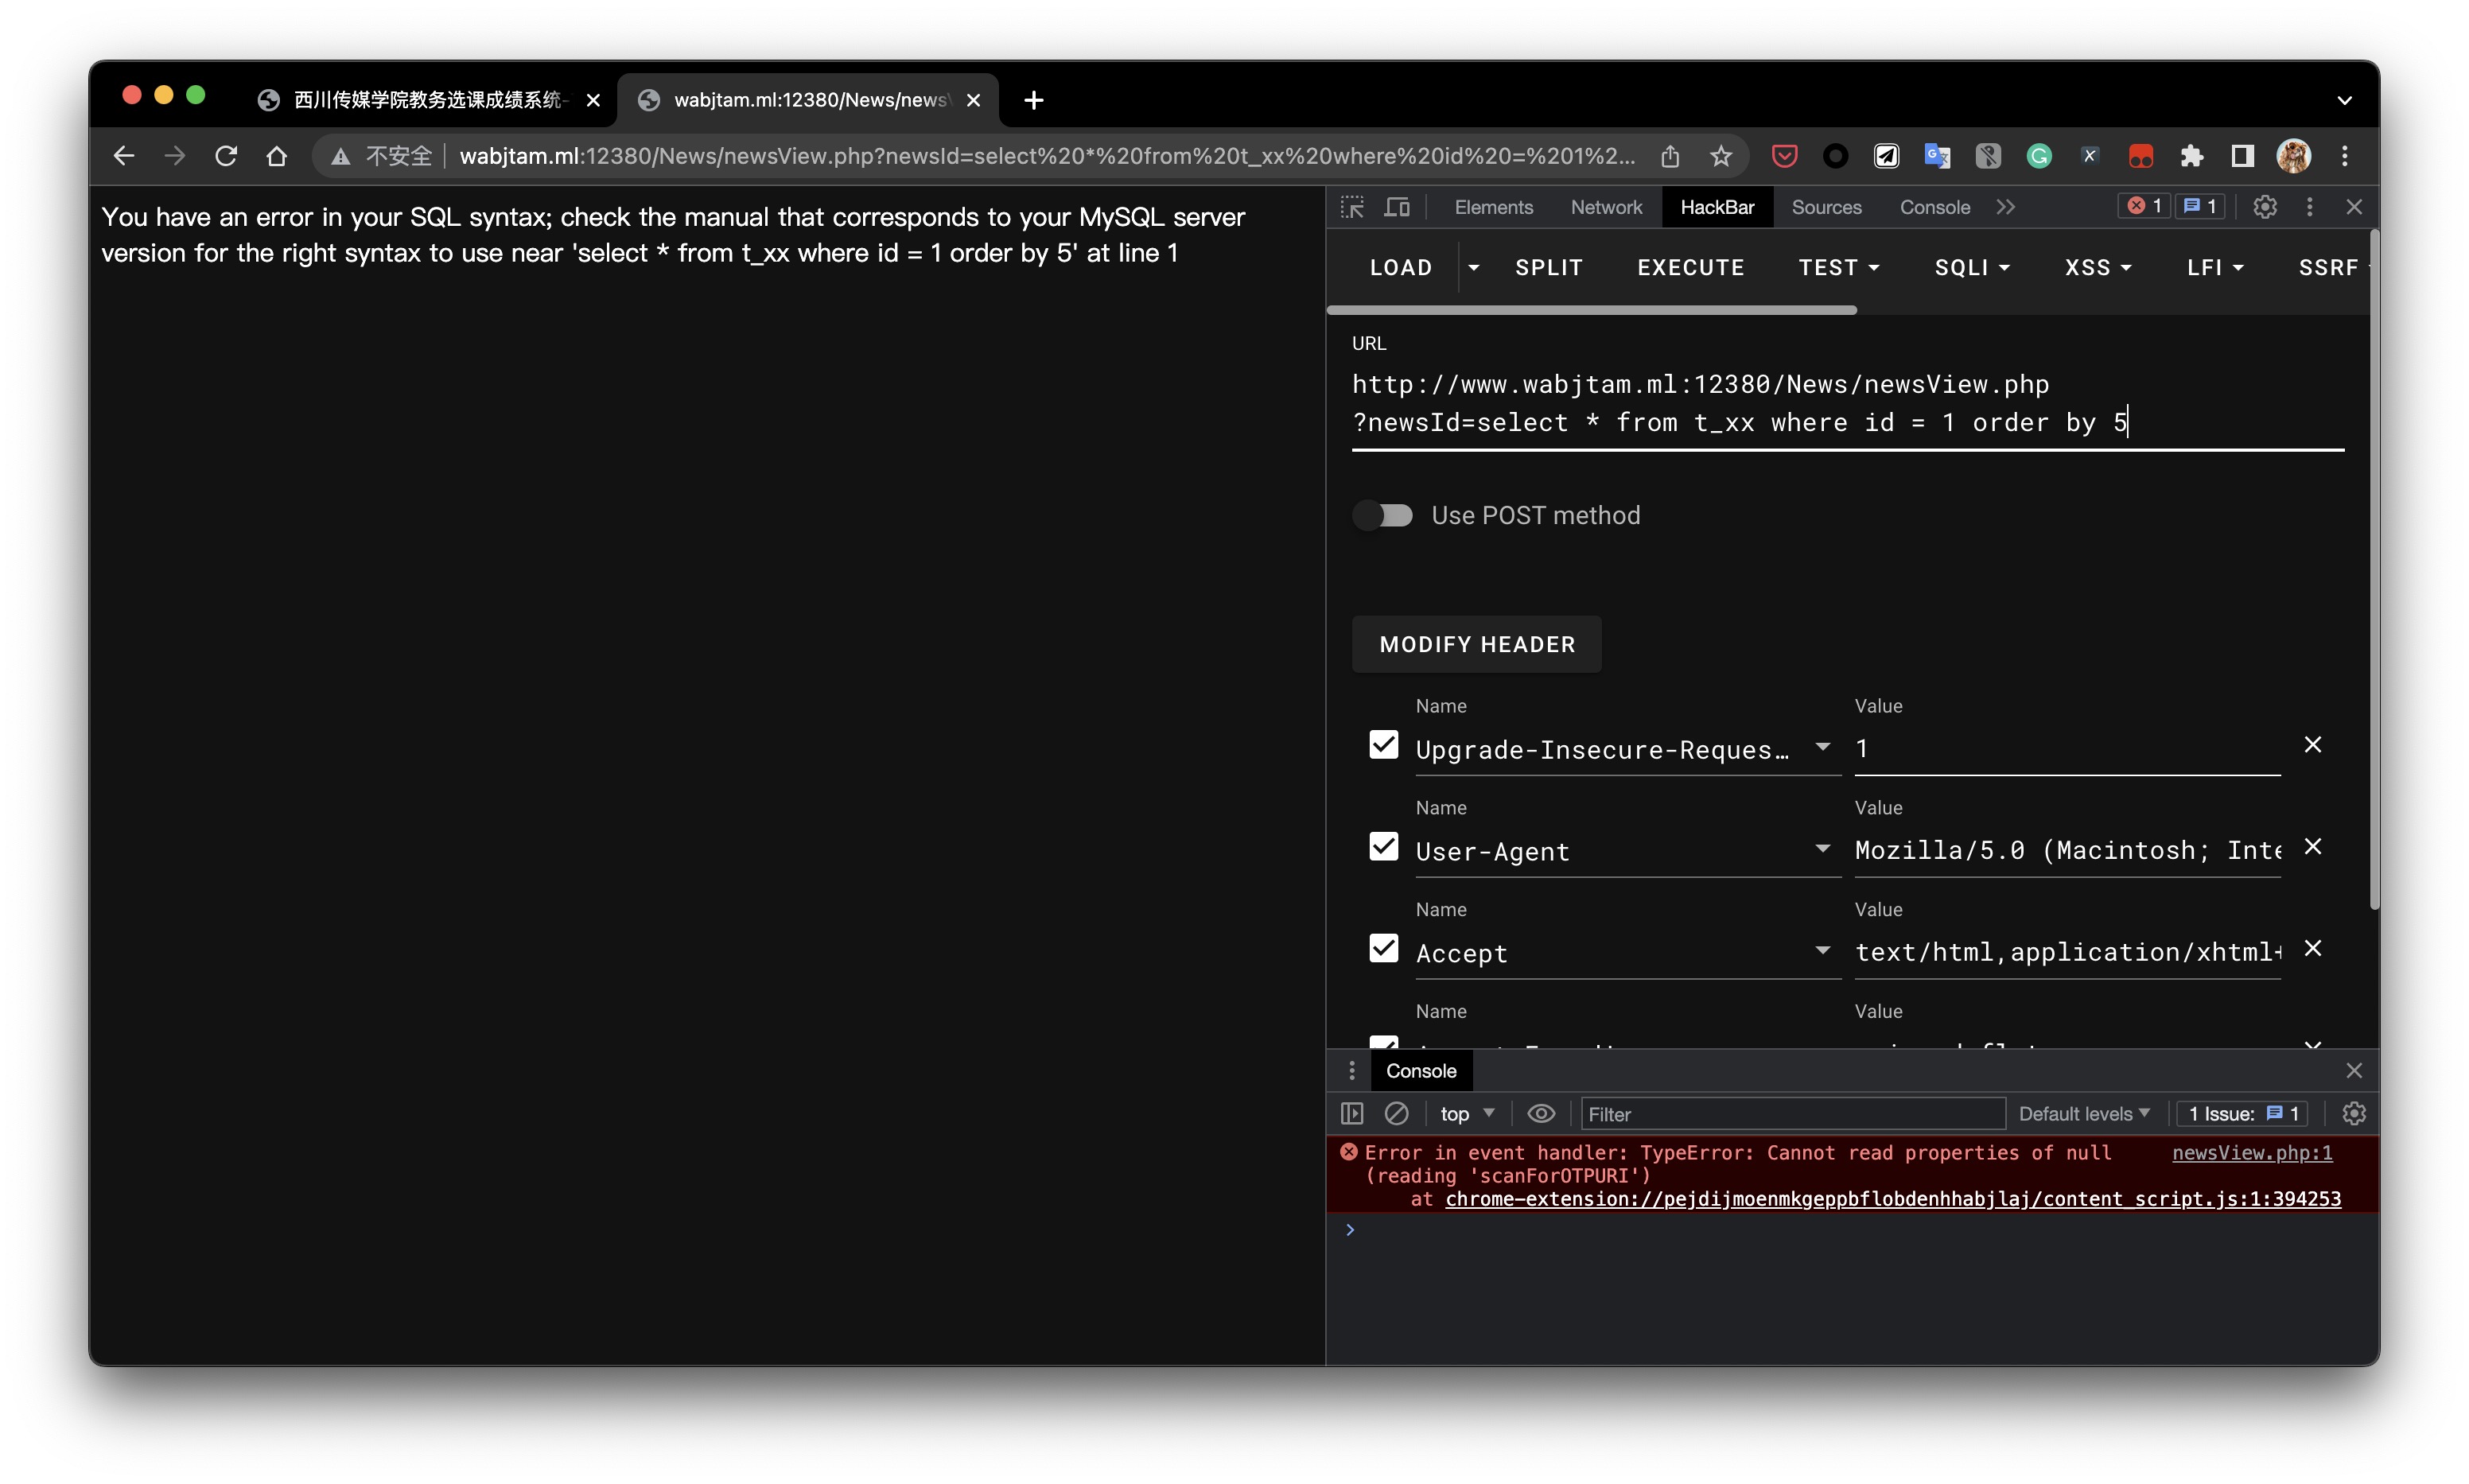 西川传媒学院教务选课成绩系统-
wabjtam.ml:12380/News/news
不安全
wabjtam.ml:12380/News/newsView.php?newsId=select%20*%20from%20t_xx%20where%20id%20=%201%2...
You have an error in your SQL syntax; check the manual that corresponds to your MySQL server
version for the right syntax to use near 'select * from t_xx where id = 1 order by 5' at line 1
Elements Network HackBar Sources Console 1 1
LOAD SPLIT EXECUTE TEST SQLI XSS LFI SSRF
URL
http://www.wabjtam.ml:12380/News/newsView.php
?newsId=select * from t_xx where id = 1 order by 5
Use POST method
MODIFY HEADER
Name Value
Upgrade-Insecure-Reques… 1
Name Value
User-Agent Mozilla/5.0 (Macintosh; Inte
Name Value
Accept text/html,application/xhtml+
Name Value
Console
top Filter Default levels 1 Issue: 1
Error in event handler: TypeError: Cannot read properties of null newsView.php:1
(reading 'scanForOTPURI')
at chrome-extension://pejdijmoenmkgeppbflobdenhhabjlaj/content_script.js:1:394253